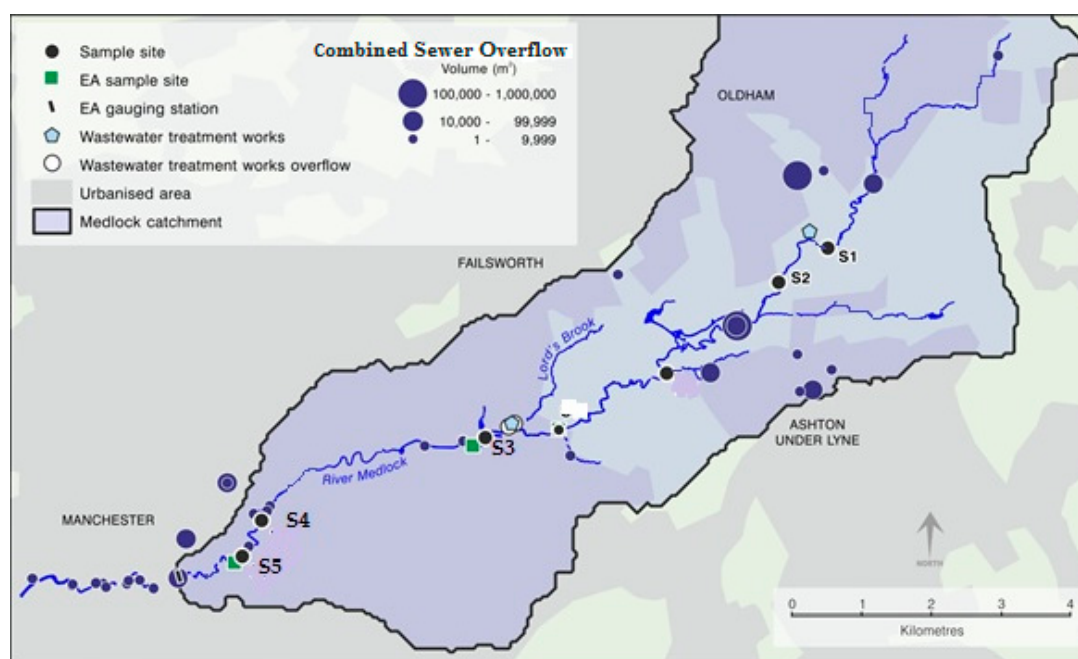 Sample site
EA sample site
EA gauging station
Wastewater treatment works
Wastewater treatment works overflow
Urbanised area
Medlock catchment
Combined Sewer Overflow
Volume (m³)
100,000 - 1,000,000
10,000 - 99,999
1 - 9,999
OLDHAM
S1
S2
FAILSWORTH
Lord's Brook
ASHTON
UNDER LYNE
S3
River Medlock
MANCHESTER
S4
S5
NORTH
0 1 2 3 4
Kilometres